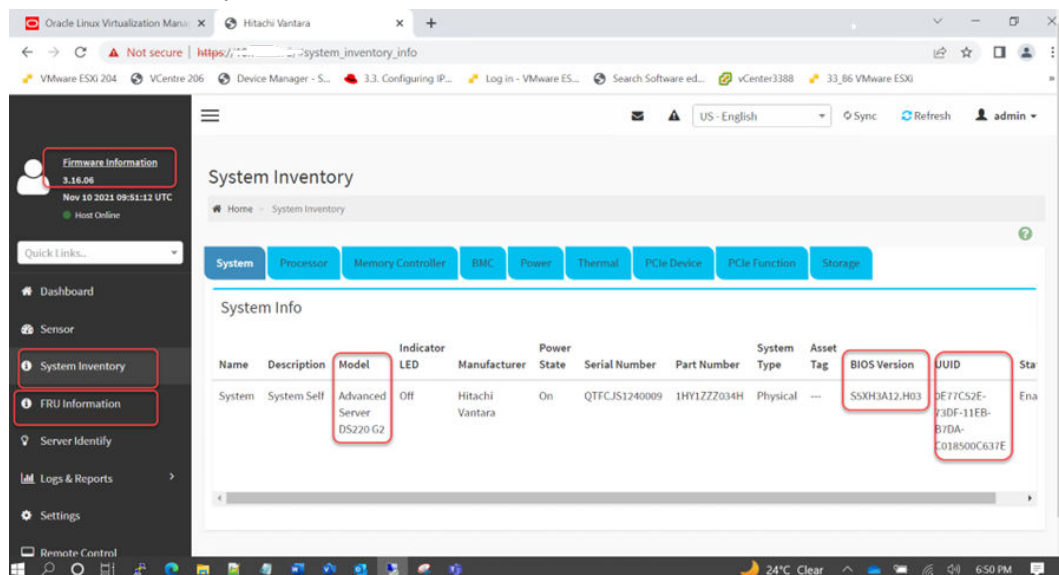 Oracle Linux Virtualization Mana
Hitachi Vantara
Not secure
https://
system_inventory_info
VMware ESXi 204
VCentre 206
Device Manager - S...
3.3. Configuring IP...
Log in - VMware ES...
Search Software ed...
vCenter3388
33_86 VMware ESXi
»
US - English
Sync
Refresh
admin
Firmware Information
3.16.06
Nov 10 2021 09:51:12 UTC
Host Online
Quick Links...
Dashboard
Sensor
System Inventory
FRU Information
Server Identify
Logs & Reports
Settings
Remote Control
System Inventory
Home > System Inventory
System Processor Memory Controller BMC Power Thermal PCIe Device PCIe Function Storage
System Info
Name Description Model Indicator LED Manufacturer Power State Serial Number Part Number System Type Asset Tag BIOS Version UUID Sta
System System Self Advanced Server DS220 G2 Off Hitachi Vantara On QTFCJS1240009 1HY1ZZZ034H Physical --- S5XH3A12.H03 0E77C52E-73DF-11EB-B7DA-C018500C637E Ena
24°C Clear
6:50 PM